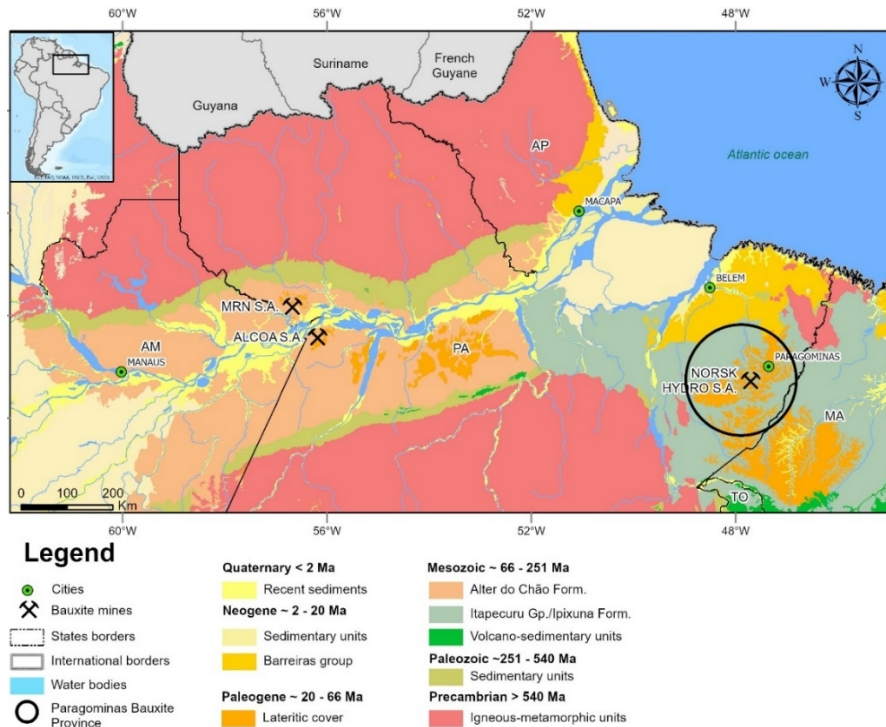 60°W 56°W 52°W 48°W
Suriname
French
Guyane
Guyana
N
W E
S
AP
Atlantic ocean
MACAPA
BELEM
MRN S.A.
ALCOA S.A
AM
MANAUS
PA
PARAGOMINAS
NORSK
HYDRO S.A.
MA
TO
0 100 200
Km
60°W 56°W 52°W 48°W
Legend
Cities
Bauxite mines
States borders
International borders
Water bodies
Paragominas Bauxite
Province
Quaternary < 2 Ma
Recent sediments
Neogene ~ 2 - 20 Ma
Sedimentary units
Barreiras group
Paleogene ~ 20 - 66 Ma
Lateritic cover
Mesozoic ~ 66 - 251 Ma
Alter do Chão Form.
Itapecuru Gp./Ipixuna Form.
Volcano-sedimentary units
Paleozoic ~251 - 540 Ma
Sedimentary units
Precambrian > 540 Ma
Igneous-metamorphic units